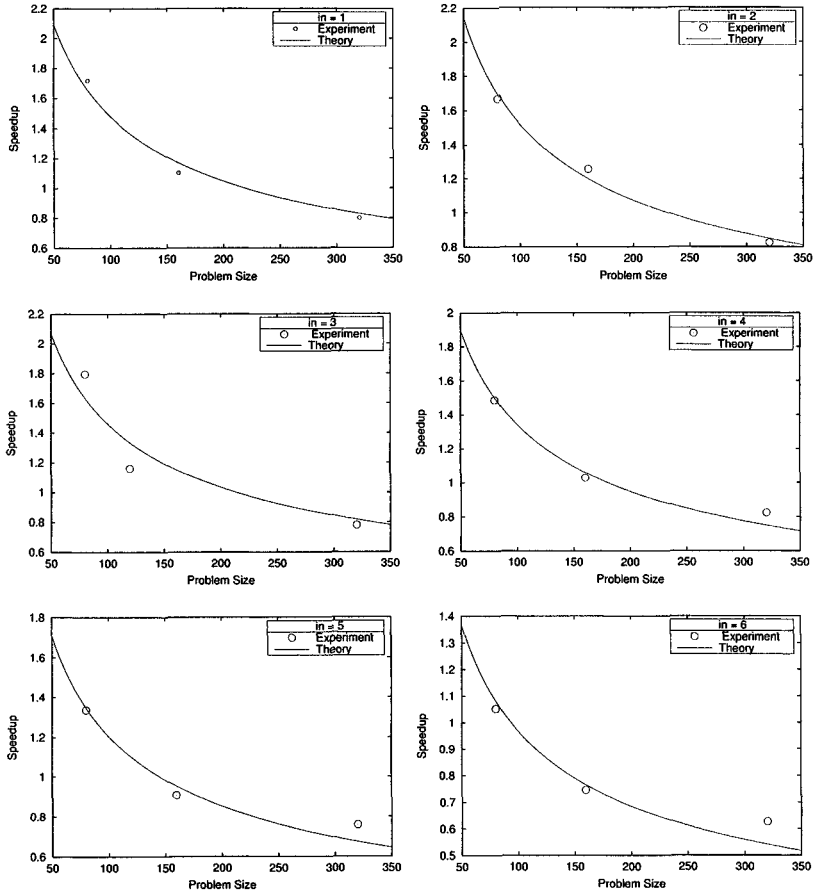 in = 1
Experiment
Theory
2.2
2
1.8
1.6
1.4
1.2
1
0.8
0.6
Speedup
50 100 150 200 250 300 350
Problem Size
in = 2
Experiment
Theory
2.2
2
1.8
1.6
1.4
1.2
1
0.8
Speedup
50 100 150 200 250 300 350
Problem Size
in = 3
Experiment
Theory
2.2
2
1.8
1.6
1.4
1.2
1
0.8
0.6
Speedup
50 100 150 200 250 300 350
Problem Size
in = 4
Experiment
Theory
2
1.8
1.6
1.4
1.2
1
0.8
0.6
Speedup
50 100 150 200 250 300 350
Problem Size
in = 5
Experiment
Theory
1.8
1.6
1.4
1.2
1
0.8
0.6
Speedup
50 100 150 200 250 300 350
Problem Size
in = 6
Experiment
Theory
1.4
1.3
1.2
1.1
1
0.9
0.8
0.7
0.6
0.5
Speedup
50 100 150 200 250 300 350
Problem Size